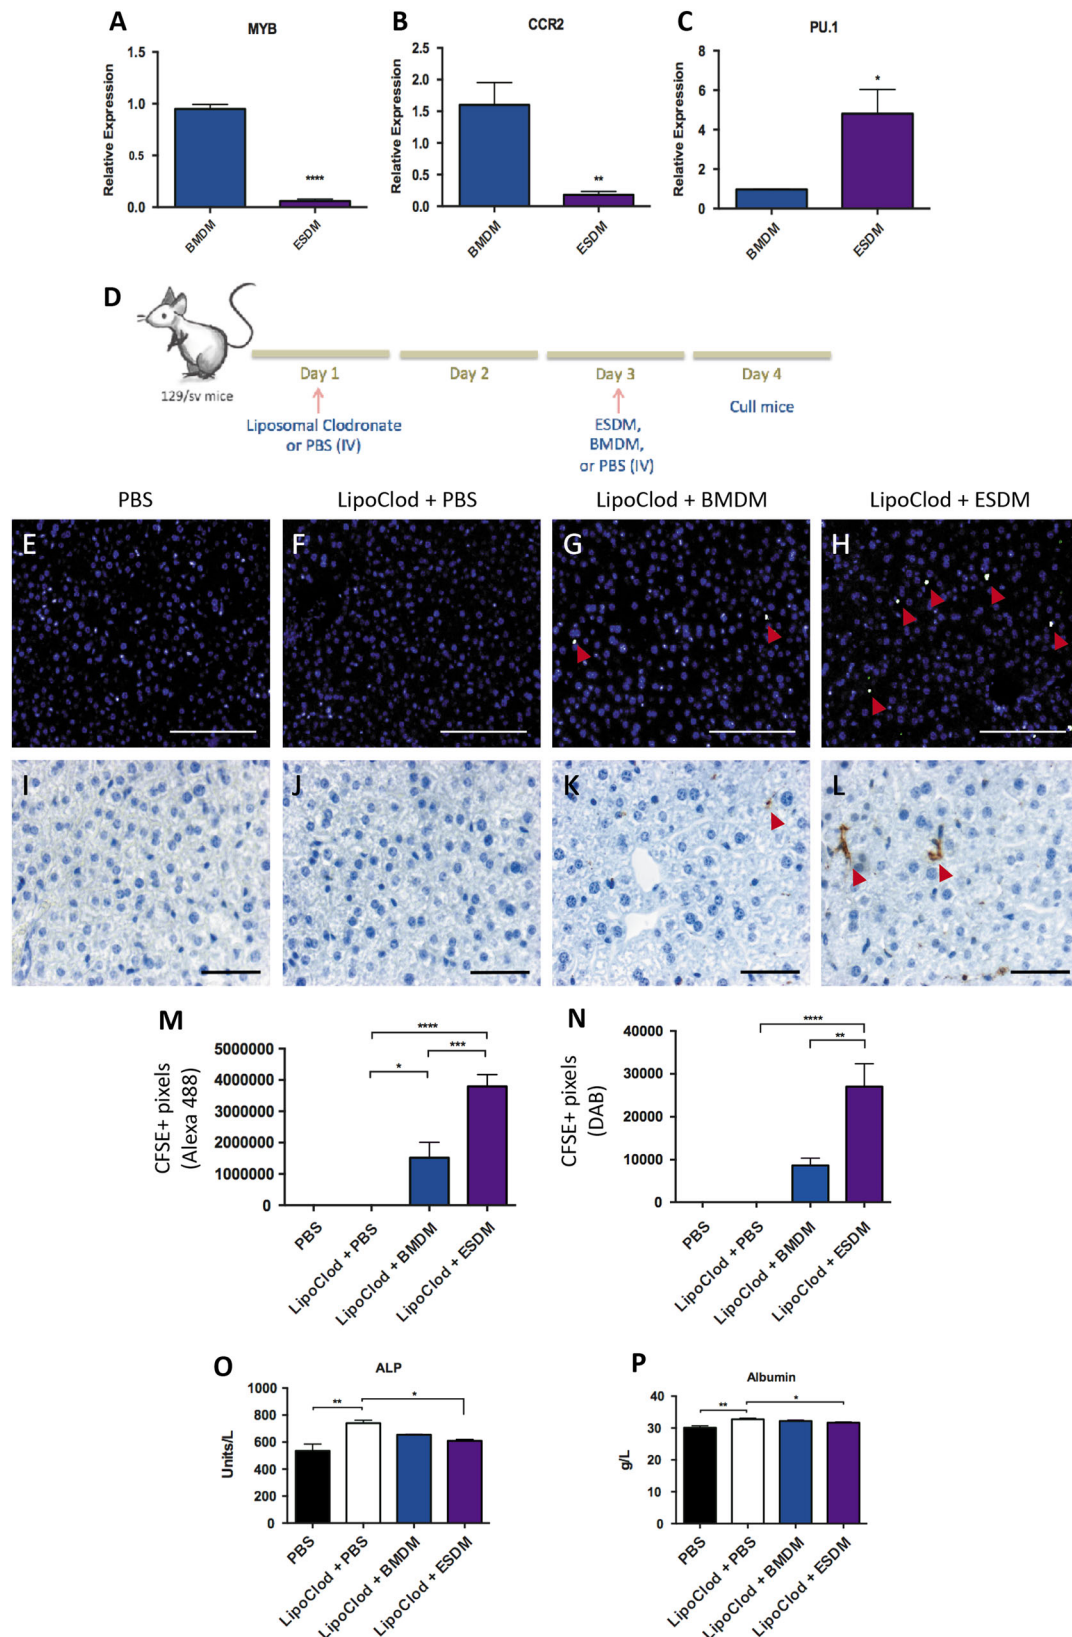 A
MYB
Relative Expression
1.5
1.0
0.5
0.0
****
BMDM
ESDM
B
CCR2
Relative Expression
2.5
2.0
1.5
1.0
0.5
0.0
**
BMDM
ESDM
C
PU.1
Relative Expression
8
6
4
2
0
*
BMDM
ESDM
D
129/sv mice
Day 1
Day 2
Day 3
Day 4
Liposomal Clodronate
or PBS (IV)
ESDM,
BMDM,
or PBS (IV)
Cull mice
PBS
LipoClod + PBS
LipoClod + BMDM
LipoClod + ESDM
E
F
G
H
I
J
K
L
M
CFSE+ pixels
(Alexa 488)
5000000
4000000
3000000
2000000
1000000
0
****
***
*
PBS
LipoClod + PBS
LipoClod + BMDM
LipoClod + ESDM
N
CFSE+ pixels
(DAB)
40000
30000
20000
10000
0
****
**
PBS
LipoClod + PBS
LipoClod + BMDM
LipoClod + ESDM
O
ALP
Units/L
1000
800
600
400
200
0
**
*
PBS
LipoClod + PBS
LipoClod + BMDM
LipoClod + ESDM
P
Albumin
g/L
40
30
20
10
0
**
*
PBS
LipoClod + PBS
LipoClod + BMDM
LipoClod + ESDM